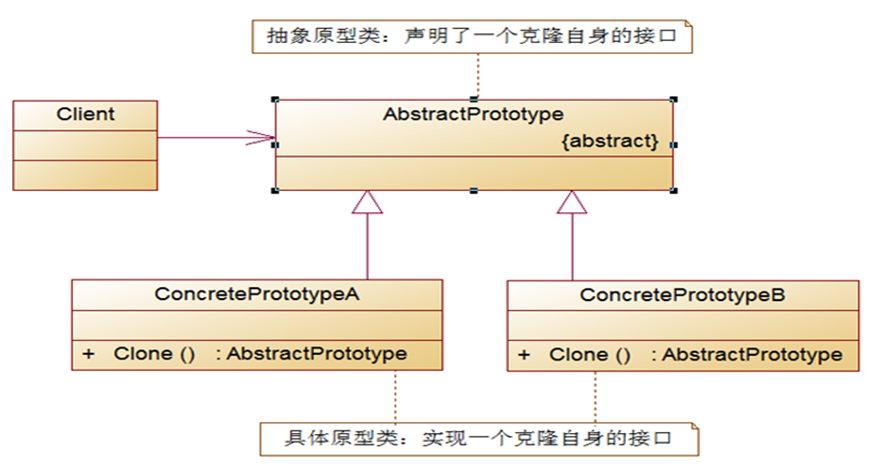 抽象原型类：声明了一个克隆自身的接口
Client
AbstractPrototype
{abstract}
ConcretePrototypeA
+ Clone () : AbstractPrototype
ConcretePrototypeB
+ Clone () : AbstractPrototype
具体原型类：实现一个克隆自身的接口